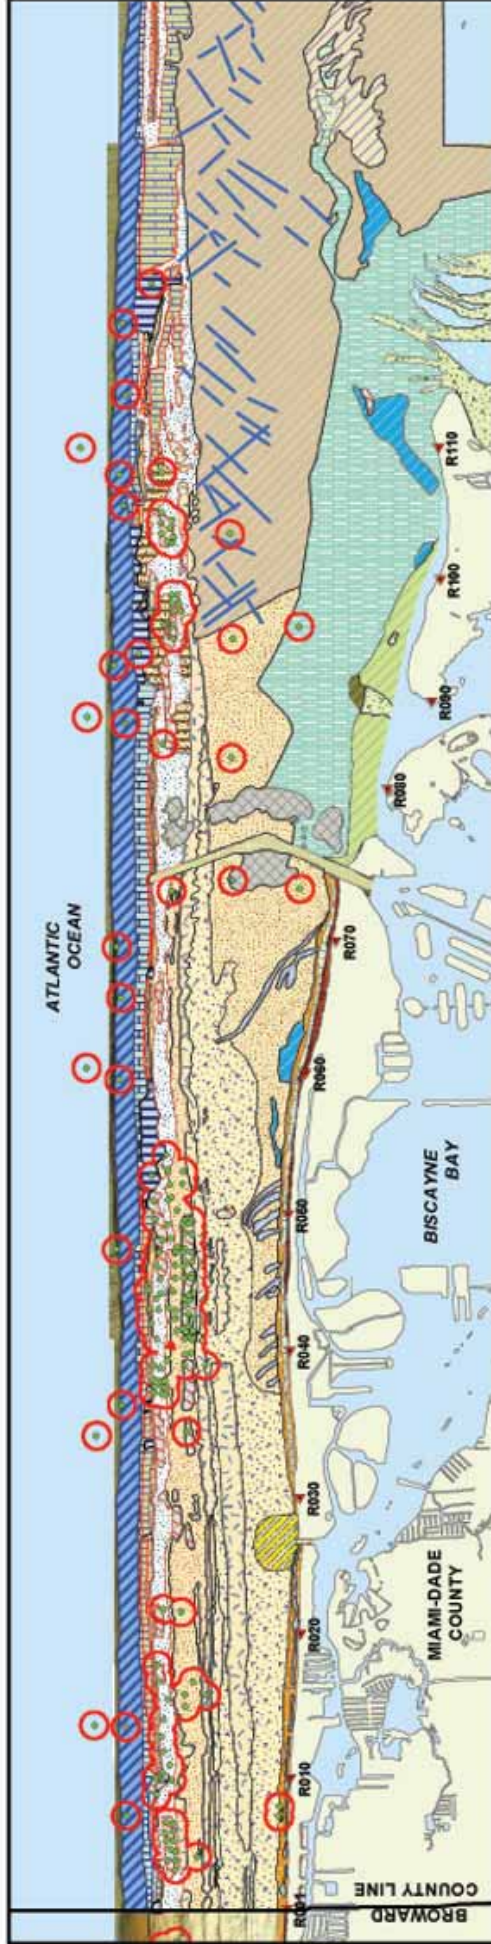 ATLANTIC
OCEAN
R110
R100
R090
R080
R070
R060
R060
R040
R030
R020
R010
R001
BISCAYNE
BAY
MIAMI-DADE
COUNTY
BROWARD
COUNTY LINE